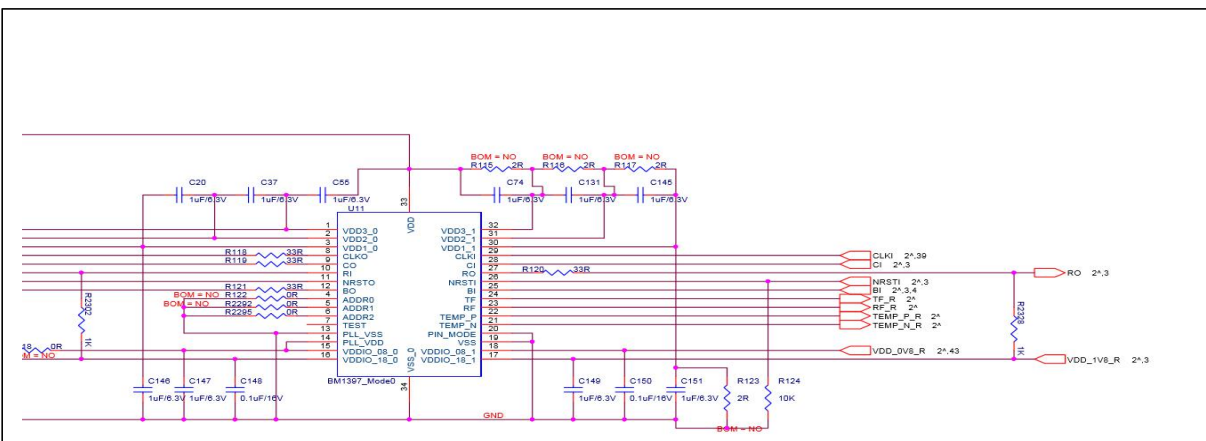 BOM = NO BOM = NO BOM = NO
R115 2R R116 2R R117 2R
C20 C37 C55 C74 C131 C145
1uF/6.3V 1uF/6.3V 1uF/6.3V 1uF/6.3V 1uF/6.3V 1uF/6.3V
U11
33
VDD
1 VDD3_0 VDD3_1 32
2 VDD2_0 VDD2_1 31
3 VDD1_0 VDD1_1 30
R118 33R 8 CLKO CLKI 29 CLKI 2^,39
R119 33R 9 CO CI 28 CI 2^,3
10 RI RO 27 R120 33R RO 2^,3
11 NRSTO NRSTI 26 NRSTI 2^,3
R121 33R 12 BO BI 25 BI 2^,3,4
BOM = NO R122 0R 4 ADDR0 TF 24 TF_R 2^
BOM = NO R2292 0R 5 ADDR1 RF 23 RF_R 2^
R2295 0R 6 ADDR2 TEMP_P 22 TEMP_P_R 2^
7 TEST TEMP_N 21 TEMP_N_R 2^
13 PLL_VSS PIN_MODE 20
14 PLL_VDD VSS 19
18 0R 15 VDDIO_08_0 VDDIO_08_1 18 VDD_0V8_R 2^,43
16 VDDIO_18_0 VDDIO_18_1 17 VDD_1V8_R 2^,3
R2302 1K
R2328 1K
OM = NO
VSS_0
34
BM1397_Mode0
C146 C147 C148 C149 C150 C151 R123 R124
1uF/6.3V 1uF/6.3V 0.1uF/16V 1uF/6.3V 0.1uF/16V 1uF/6.3V 2R 10K
GND
BOM = NO